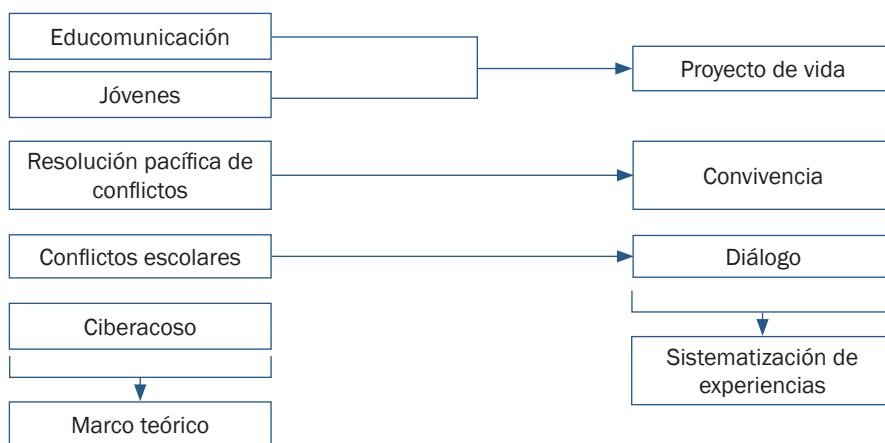 Educomunicación
Jóvenes
Proyecto de vida
Resolución pacífica de
conflictos
Convivencia
Conflictos escolares
Diálogo
Ciberacoso
Marco teórico
Sistematización de
experiencias